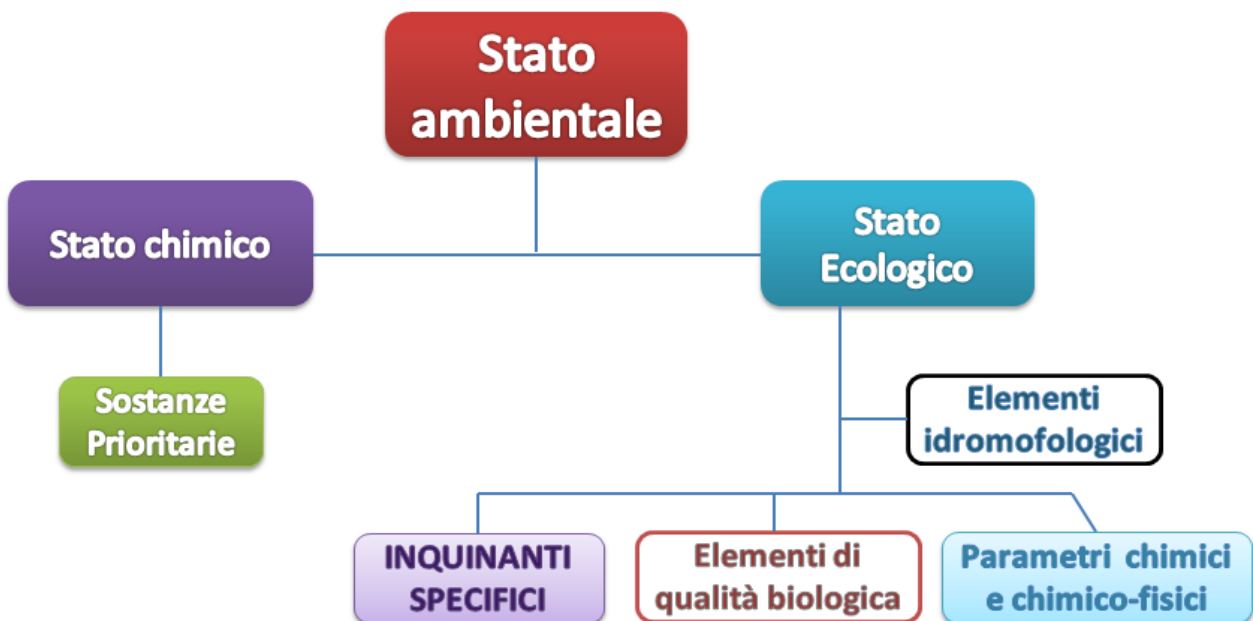 Stato
ambientale
Stato chimico
Stato
Ecologico
Sostanze
Prioritarie
Elementi
idromofologici
INQUINANTI
SPECIFICI
Elementi di
qualità biologica
Parametri chimici
e chimico-fisici